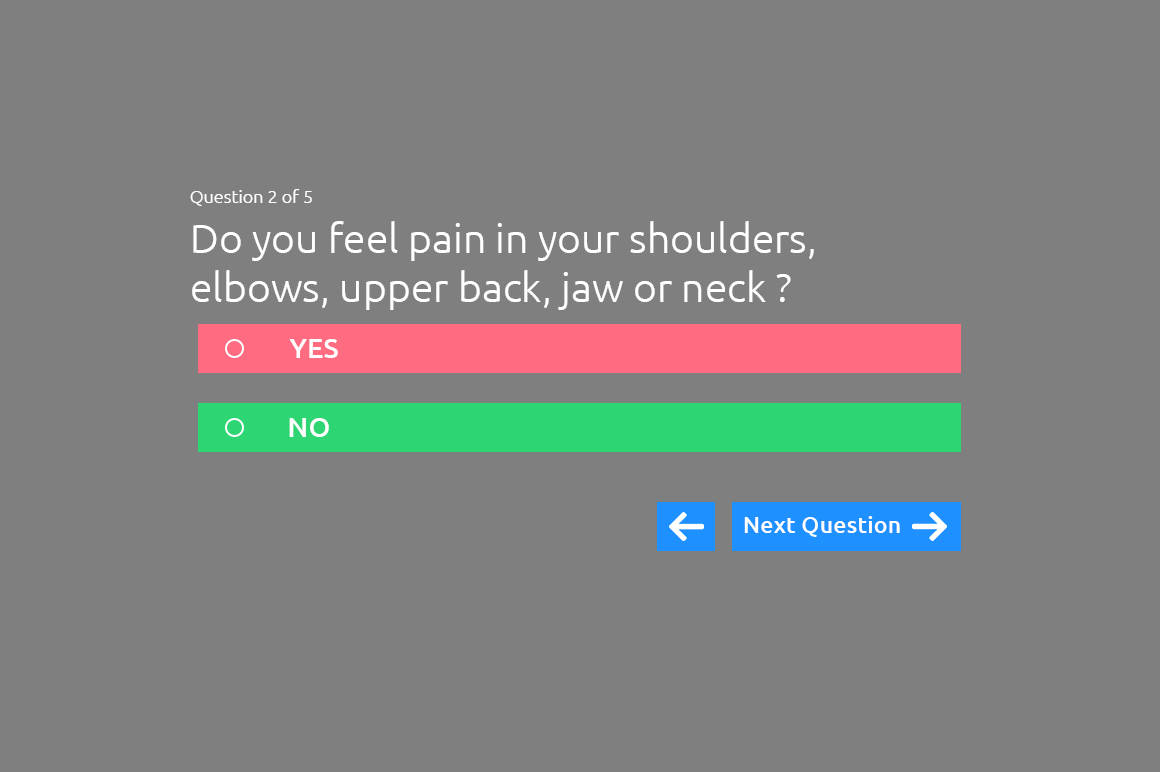 Question 2 of 5
Do you feel pain in your shoulders,
elbows, upper back, jaw or neck ?
YES
NO
Next Question